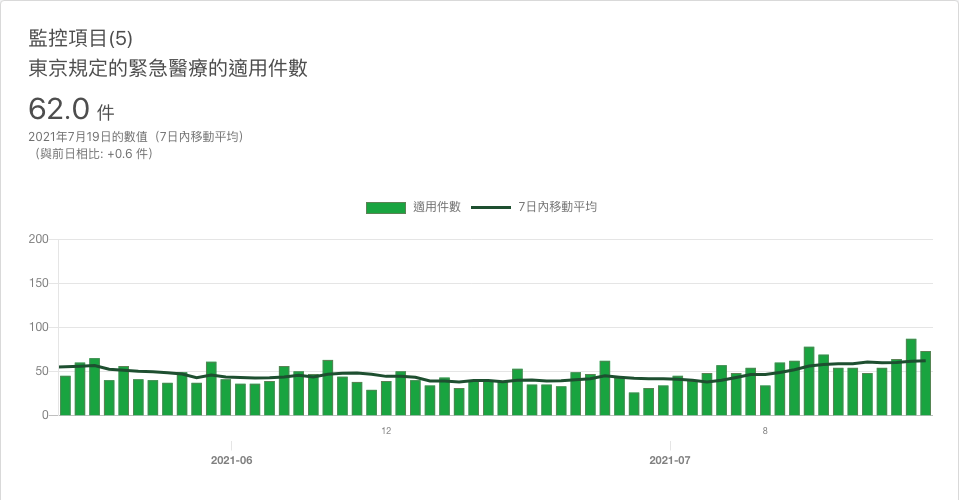 監控項目(5)
東京規定的緊急醫療的適用件數
62.0 件
2021年7月19日的數值（7日內移動平均）
（與前日相比: +0.6 件）
適用件數 7日內移動平均
200
150
100
50
0
12 8
2021-06 2021-07